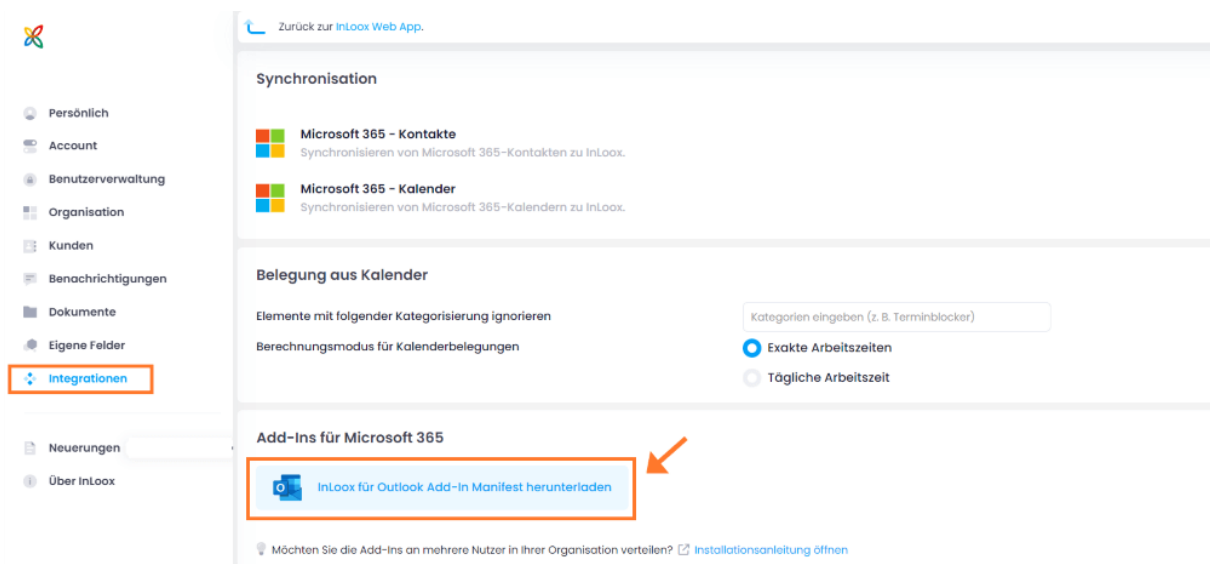 Zurück zur InLoox Web App.
Synchronisation
Persönlich
Account
Benutzerverwaltung
Organisation
Kunden
Benachrichtigungen
Dokumente
Eigene Felder
Integrationen
Neuerungen
Über InLoox
Microsoft 365 - Kontakte
Synchronisieren von Microsoft 365-Kontakten zu InLoox.
Microsoft 365 - Kalender
Synchronisieren von Microsoft 365-Kalendern zu InLoox.
Belegung aus Kalender
Elemente mit folgender Kategorisierung ignorieren
Kategorien eingeben (z. B. Terminblocker)
Berechnungsmodus für Kalenderbelegungen
Exakte Arbeitszeiten
Tägliche Arbeitszeit
Add-Ins für Microsoft 365
InLoox für Outlook Add-In Manifest herunterladen
Möchten Sie die Add-Ins an mehrere Nutzer in Ihrer Organisation verteilen? Installationsanleitung öffnen